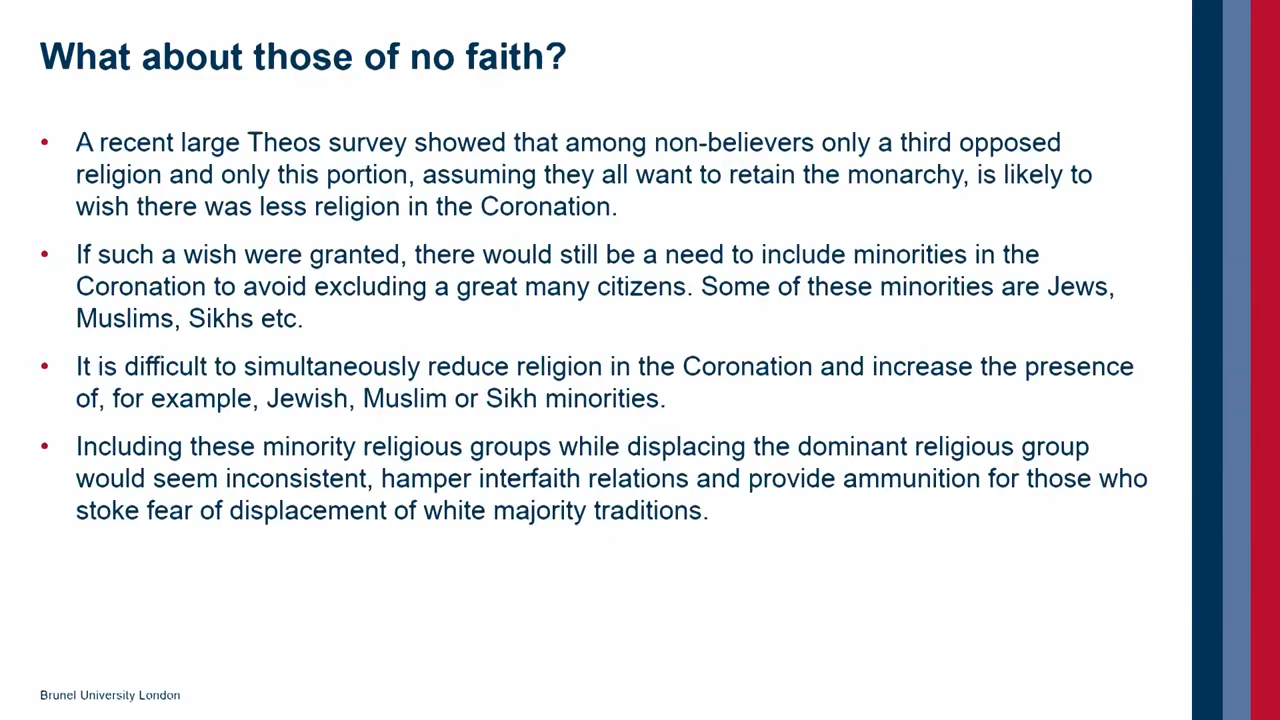 What about those of no faith?
• A recent large Theos survey showed that among non-believers only a third opposed
religion and only this portion, assuming they all want to retain the monarchy, is likely to
wish there was less religion in the Coronation.
• If such a wish were granted, there would still be a need to include minorities in the
Coronation to avoid excluding a great many citizens. Some of these minorities are Jews,
Muslims, Sikhs etc.
• It is difficult to simultaneously reduce religion in the Coronation and increase the presence
of, for example, Jewish, Muslim or Sikh minorities.
• Including these minority religious groups while displacing the dominant religious group
would seem inconsistent, hamper interfaith relations and provide ammunition for those who
stoke fear of displacement of white majority traditions.
Brunel University London